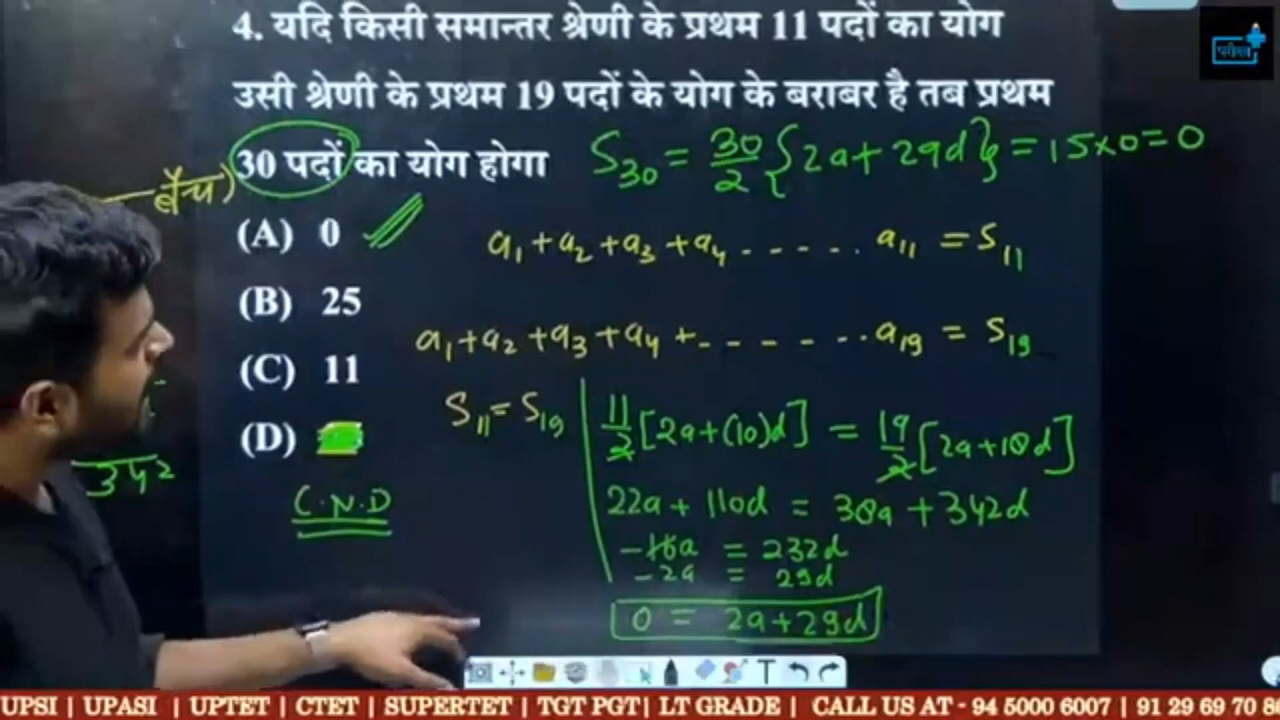 4. यदि किसी समान्तर श्रेणी के प्रथम 11 पदों का योग
उसी श्रेणी के प्रथम 19 पदों के योग के बराबर है तब प्रथम
30 पदों का योग होगा
S₃₀ = 30/2 {2a + 29d} = 15×0 = 0
बैच)
(A) 0
a₁ + a₂ + a₃ + a₄ - - - - - . a₁₁ = S₁₁
(B) 25
a₁ + a₂ + a₃ + a₄ + - - - - - - . . a₁₉ = S₁₉
(C) 11
S₁₁ = S₁₉
11/2 [2a + (10)d] = 19/2 [2a + 18d]
(D)
342
C.N.D
22a + 110d = 38a + 342d
-16a = 232d
-2a = 29d
0 = 2a + 29d
T
UPSI | UPASI | UPTET | CTET | SUPERTET | TGT PGT| LT GRADE | CALL US AT - 94 5000 6007 | 91 29 69 70 8